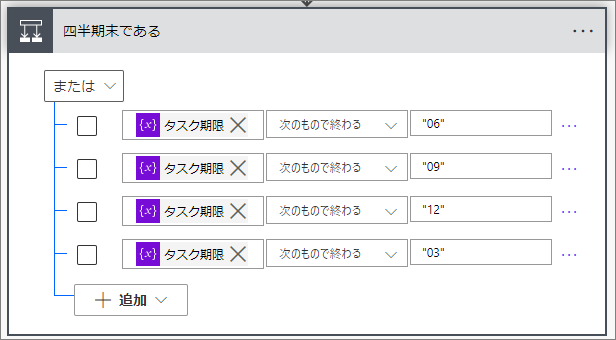 四半期末である
または
{x} タスク期限 次のもので終わる "06"
{x} タスク期限 次のもので終わる "09"
{x} タスク期限 次のもので終わる "12"
{x} タスク期限 次のもので終わる "03"
追加